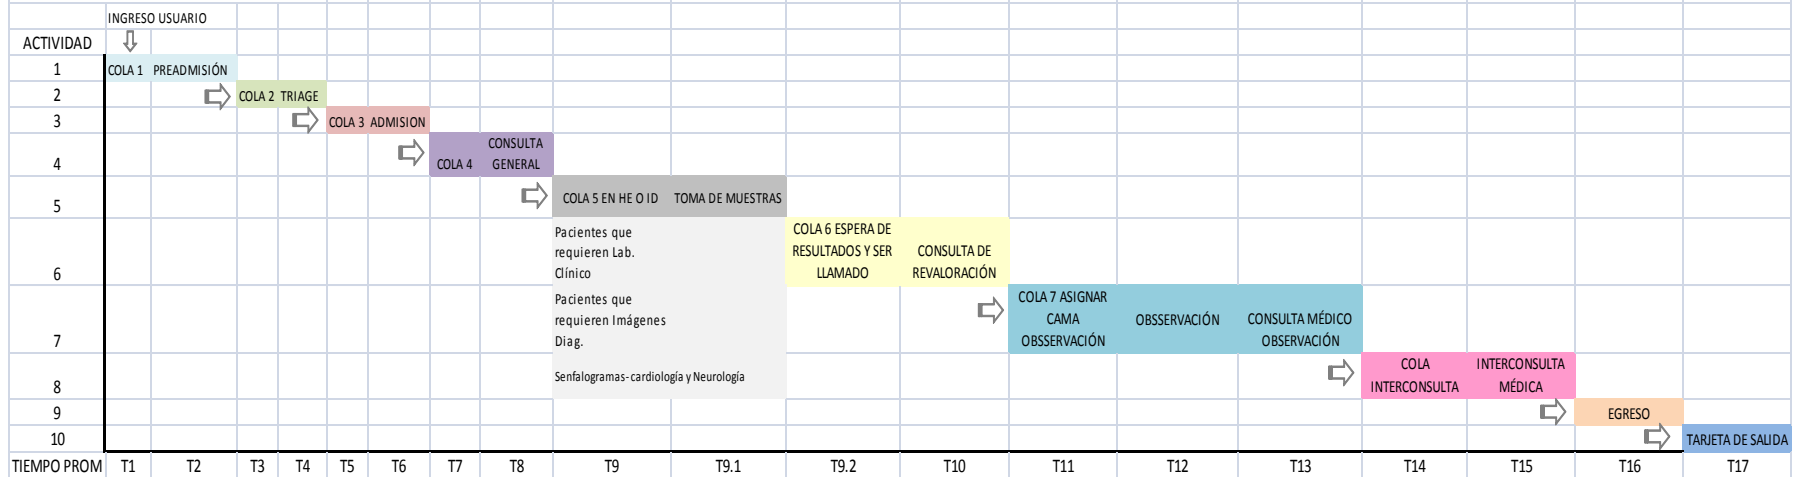 INGRESO USUARIO
ACTIVIDAD
1 COLA 1 PREADMISIÓN
2 COLA 2 TRIAGE
3 COLA 3 ADMISION
4 COLA 4 CONSULTA
GENERAL
5 COLA 5 EN HE O ID TOMA DE MUESTRAS
Pacientes que
requieren Lab.
Clínico
6 COLA 6 ESPERA DE
RESULTADOS Y SER
LLAMADO
CONSULTA DE
REVALORACIÓN
Pacientes que
requieren Imágenes
Diag.
7 COLA 7 ASIGNAR
CAMA
OBSSERVACIÓN
OBSSERVACIÓN
CONSULTA MÉDICO
OBSERVACIÓN
Senfalogramas- cardiología y Neurología
8 COLA
INTERCONSULTA
INTERCONSULTA
MÉDICA
9 EGRESO
10 TARJETA DE SALIDA
TIEMPO PROM T1 T2 T3 T4 T5 T6 T7 T8 T9 T9.1 T9.2 T10 T11 T12 T13 T14 T15 T16 T17